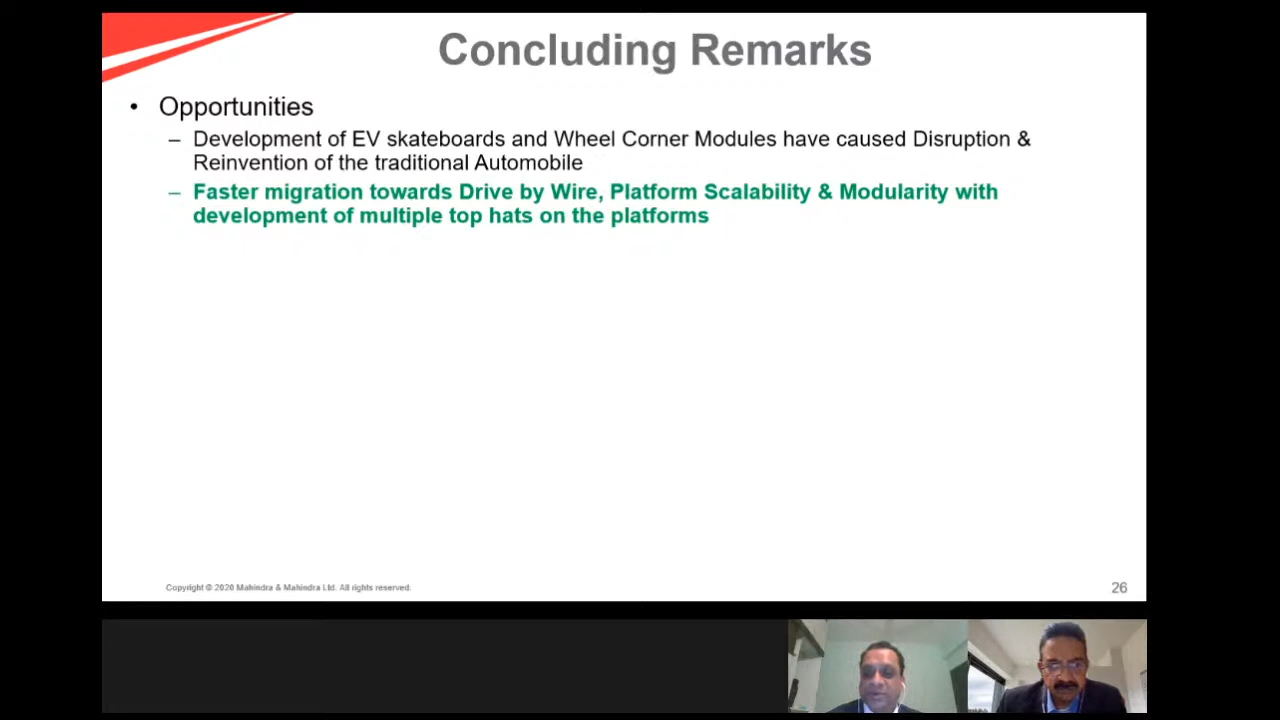 Concluding Remarks
• Opportunities
– Development of EV skateboards and Wheel Corner Modules have caused Disruption &
Reinvention of the traditional Automobile
– Faster migration towards Drive by Wire, Platform Scalability & Modularity with
development of multiple top hats on the platforms
Copyright © 2020 Mahindra & Mahindra Ltd. All rights reserved.
26